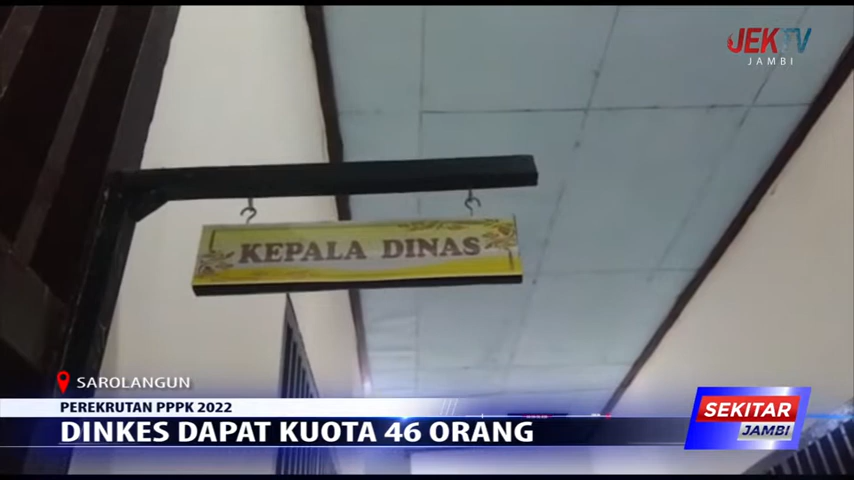 JEKTV
JAMBI
KEPALA DINAS
SAROLANGUN
PEREKRUTAN PPPK 2022
DINKES DAPAT KUOTA 46 ORANG
SEKITAR
JAMBI